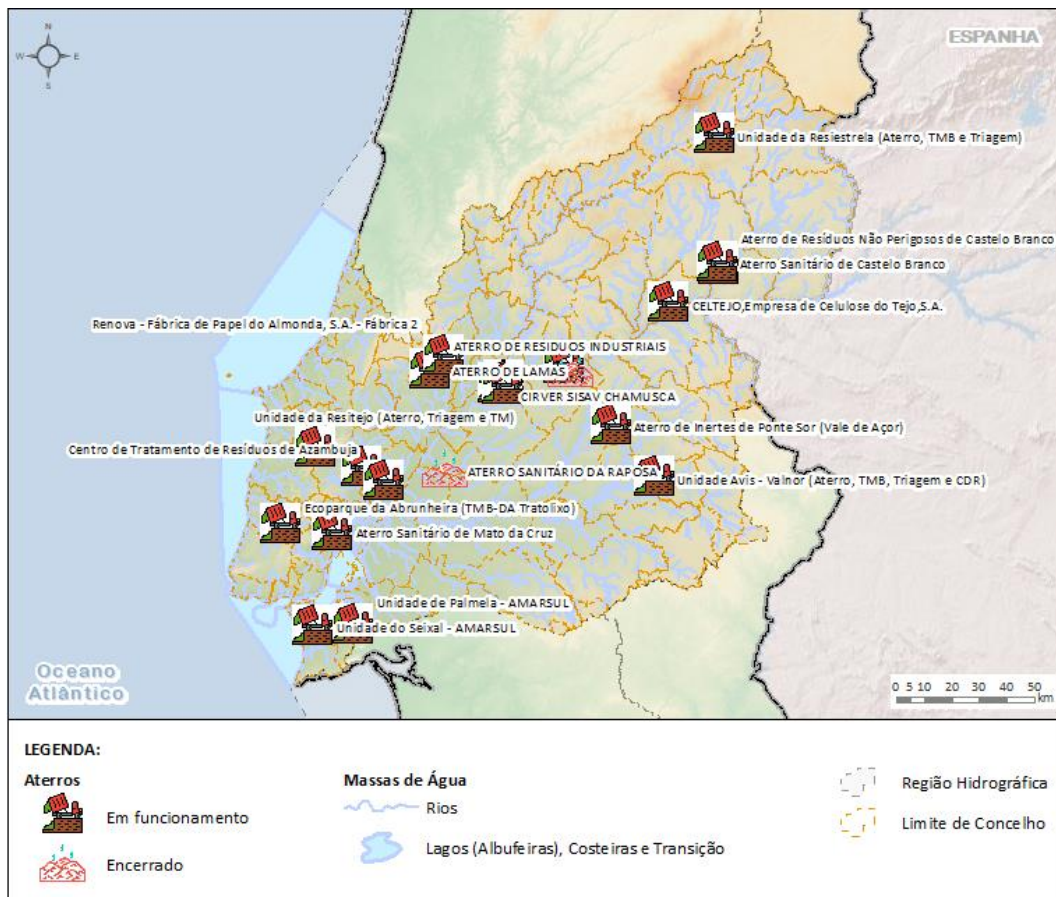 N
W
E
S
ESPANHA
Unidade da Resiestrela (Aterro, TMB e Triagem)
Aterro de Resíduos Não Perigosos de Castelo Branco
Aterro Sanitário de Castelo Branco
CELTEJO,Empresa de Celulose do Tejo,S.A.
Renova - Fábrica de Papel do Almonda, S.A. - Fábrica 2
ATERRO DE RESIDUOS INDUSTRIAIS
ATERRO DE LAMAS
CIRVER SISAV CHAMUSCA
Unidade da Resitejo (Aterro, Triagem e TM)
Aterro de Inertes de Ponte Sor (Vale de Açor)
Centro de Tratamento de Resíduos de Azambuja
ATERRO SANITÁRIO DA RAPOSA
Unidade Avis - Valnor (Aterro, TMB, Triagem e CDR)
Ecoparque da Abrunheira (TMB-DA Tratolixo)
Aterro Sanitário de Mato da Cruz
Unidade de Palmela - AMARSUL
Unidade do Seixal - AMARSUL
Oceano
Atlântico
0 5 10 20 30 40 50
km
LEGENDA:
Aterros
Em funcionamento
Encerrado
Massas de Água
Rios
Lagos (Albufeiras), Costeiras e Transição
Região Hidrográfica
Limite de Concelho